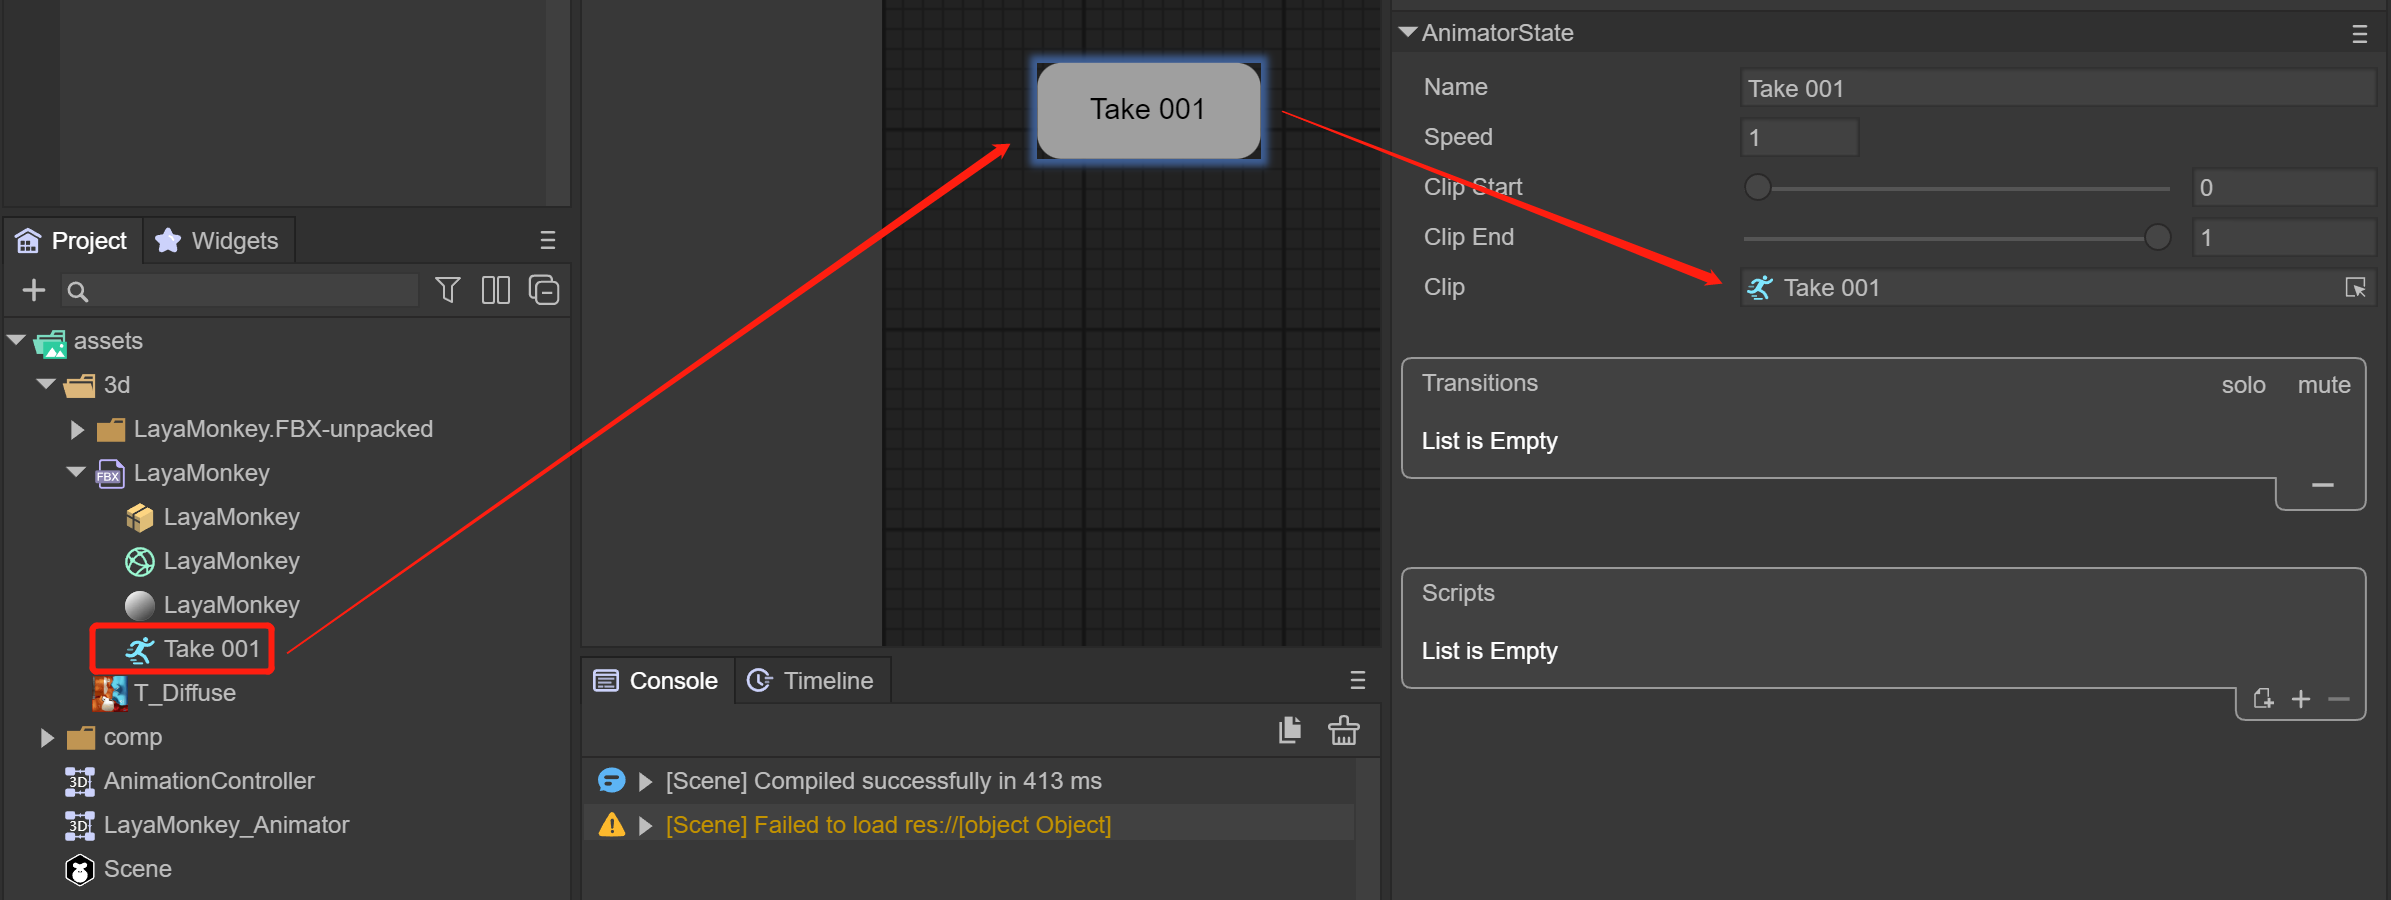 Project
Widgets
assets
3d
LayaMonkey.FBX-unpacked
FBX
LayaMonkey
LayaMonkey
LayaMonkey
LayaMonkey
Take 001
T_Diffuse
comp
3D
AnimationController
3D
LayaMonkey_Animator
Scene
Take 001
Console
Timeline
[Scene] Compiled successfully in 413 ms
[Scene] Failed to load res://[object Object]
AnimatorState
Name
Take 001
Speed
1
Clip Start
0
Clip End
1
Clip
Take 001
Transitions
solo
mute
List is Empty
Scripts
List is Empty